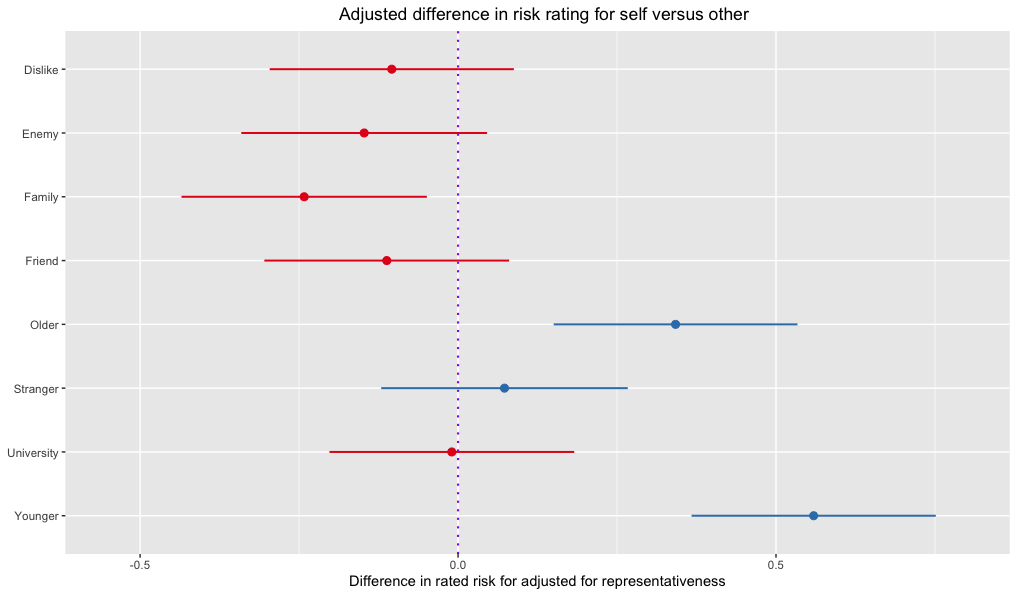 Adjusted difference in risk rating for self versus other
Dislike
Enemy
Family
Friend
Older
Stranger
University
Younger
-0.5 0.0 0.5
Difference in rated risk for adjusted for representativeness